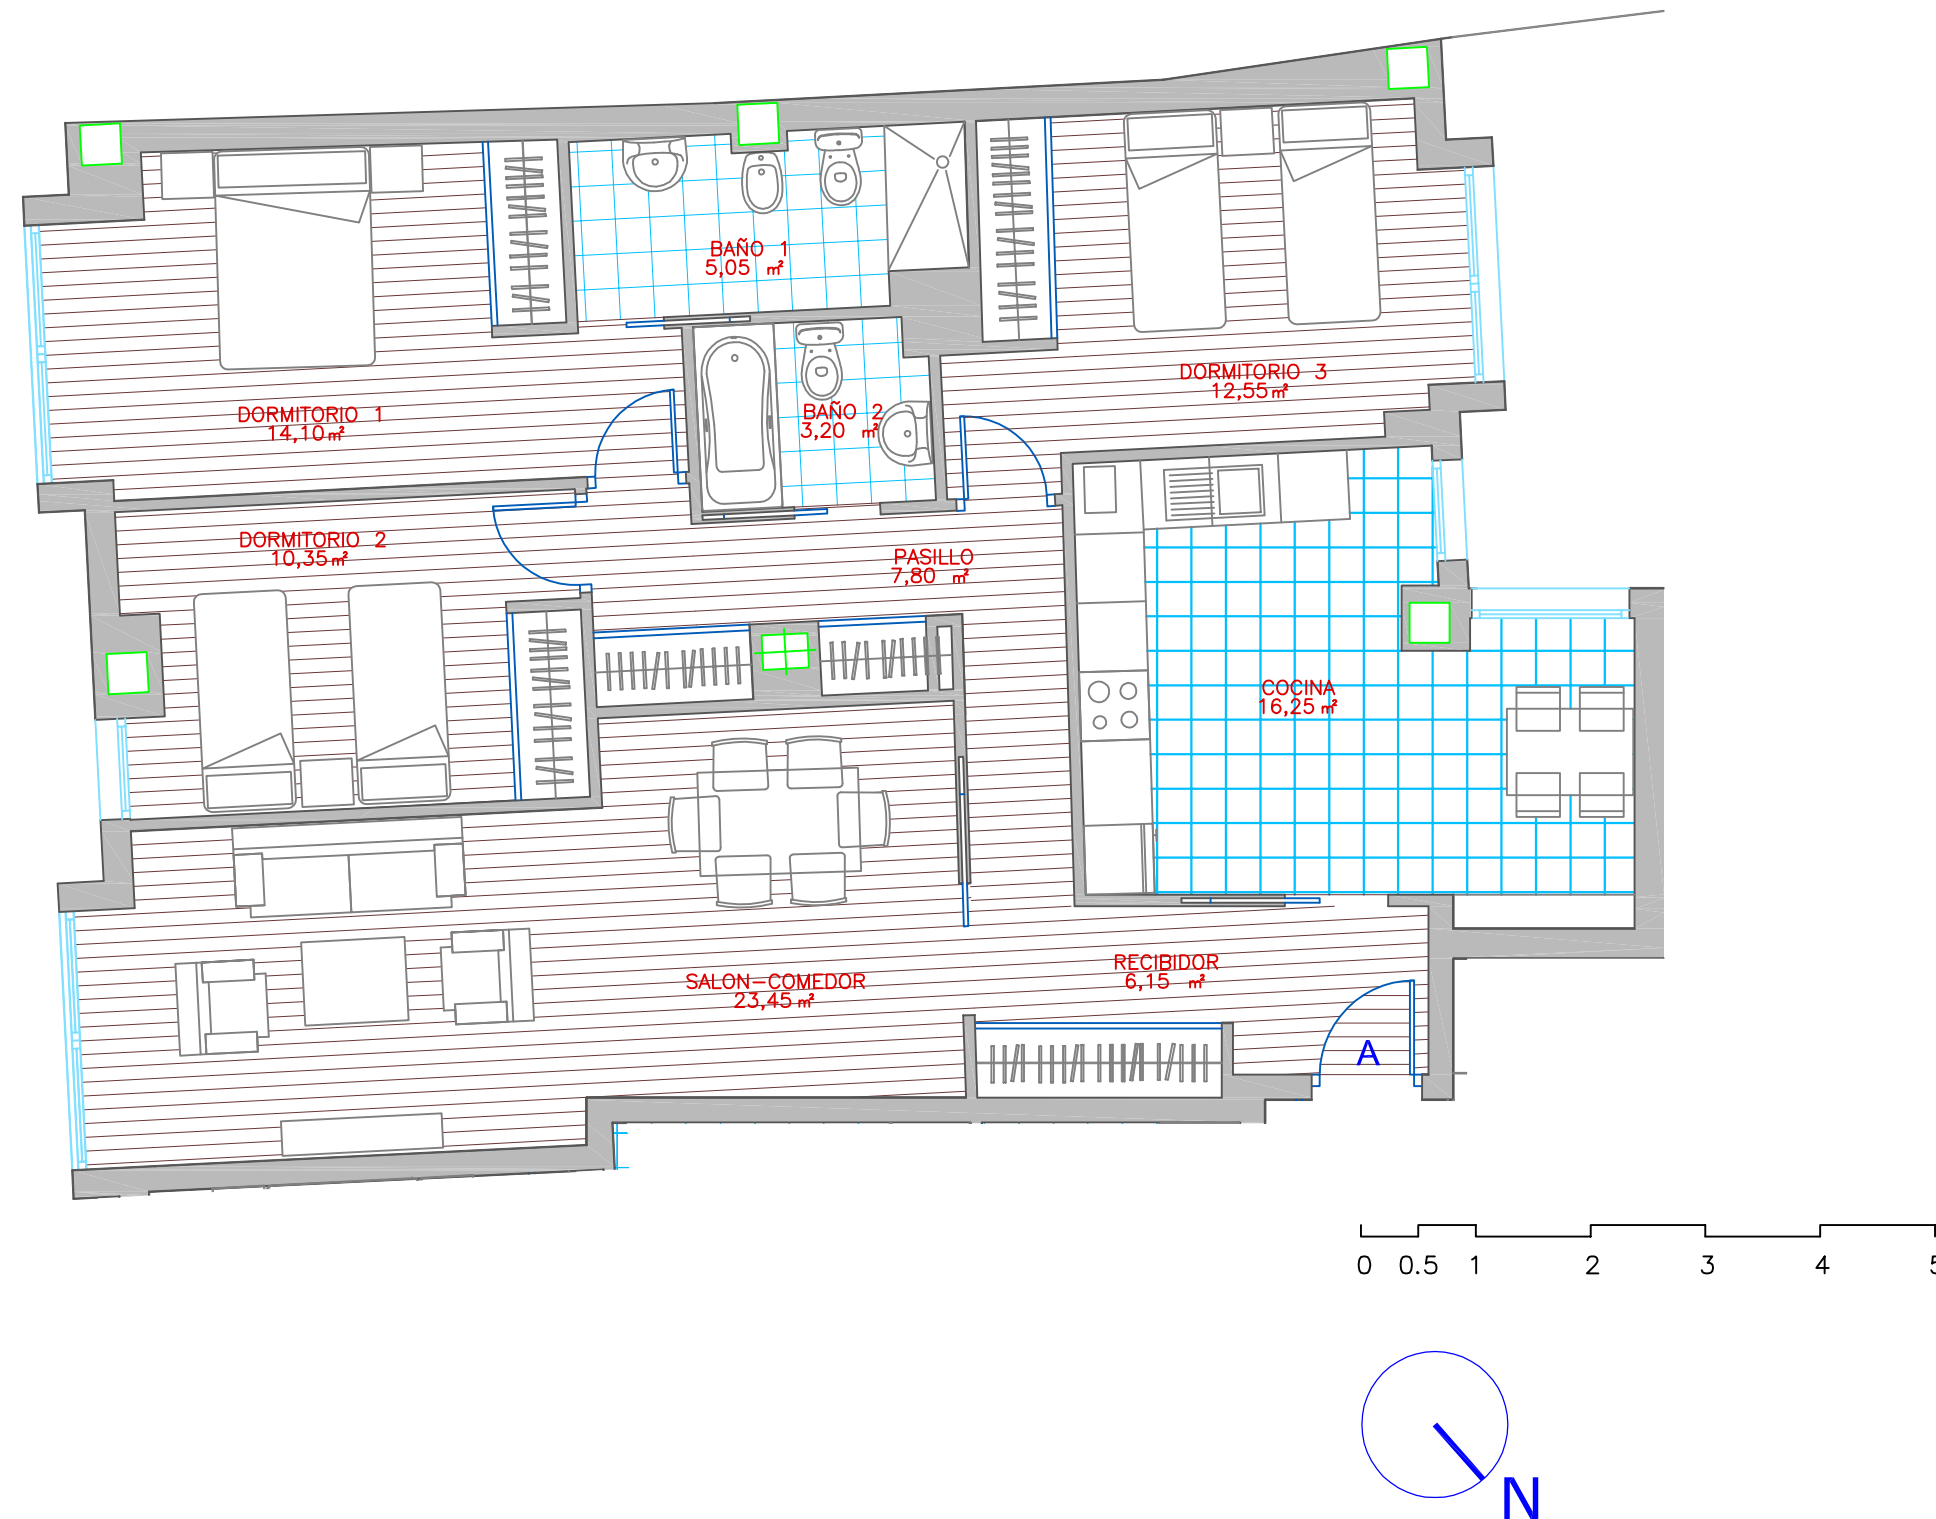 BAÑO 1
5,05 m²
DORMITORIO 3
12,55 m²
DORMITORIO 1
14,10 m²
BAÑO 2
3,20 m²
DORMITORIO 2
10,35 m²
PASILLO
7,80 m²
COCINA
16,25 m²
SALON-COMEDOR
23,45 m²
RECIBIDOR
6,15 m²
A
0 0.5 1 2 3 4 5
N